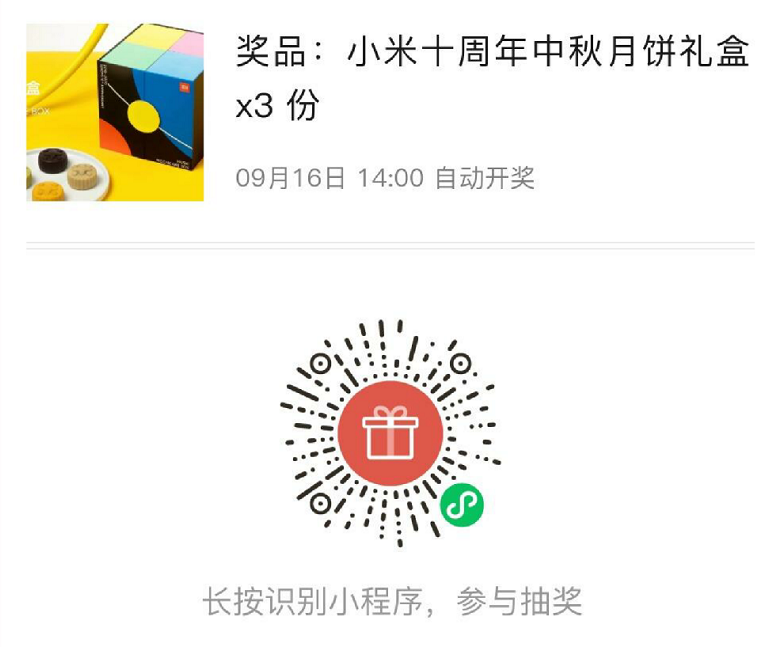 奖品：小米十周年中秋月饼礼盒
x3 份
09月16日 14:00 自动开奖
盒
BOX
长按识别小程序，参与抽奖